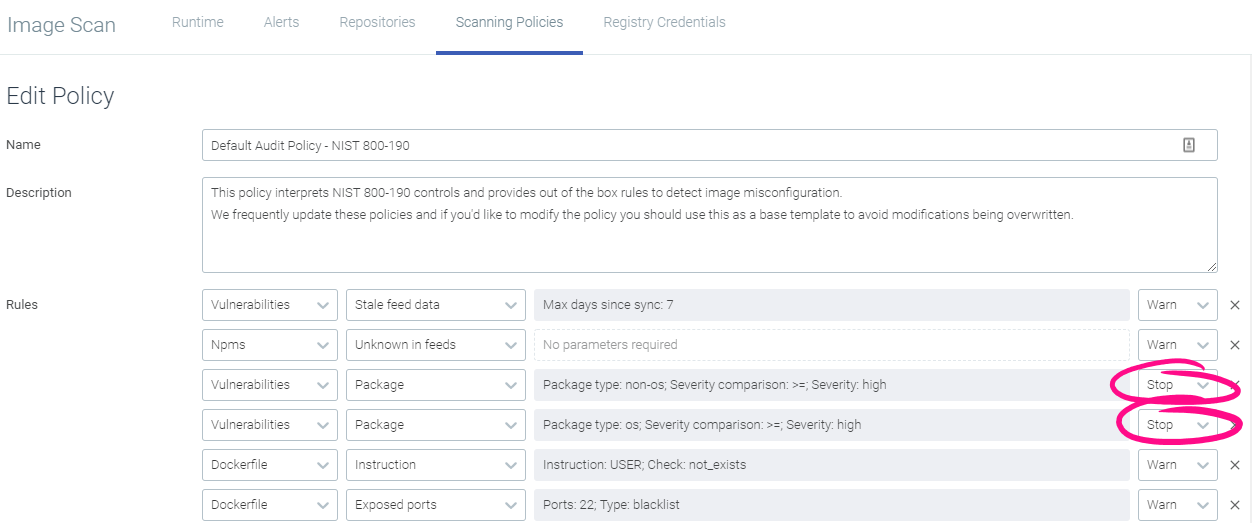 Image Scan Runtime Alerts Repositories Scanning Policies Registry Credentials
Edit Policy
Name Default Audit Policy - NIST 800-190
Description This policy interprets NIST 800-190 controls and provides out of the box rules to detect image misconfiguration.
We frequently update these policies and if you'd like to modify the policy you should use this as a base template to avoid modifications being overwritten.
Rules Vulnerabilities Stale feed data Max days since sync: 7 Warn
Npms Unknown in feeds No parameters required Warn
Vulnerabilities Package Package type: non-os; Severity comparison: >=; Severity: high Stop
Vulnerabilities Package Package type: os; Severity comparison: >=; Severity: high Stop
Dockerfile Instruction Instruction: USER; Check: not_exists Warn
Dockerfile Exposed ports Ports: 22; Type: blacklist Warn